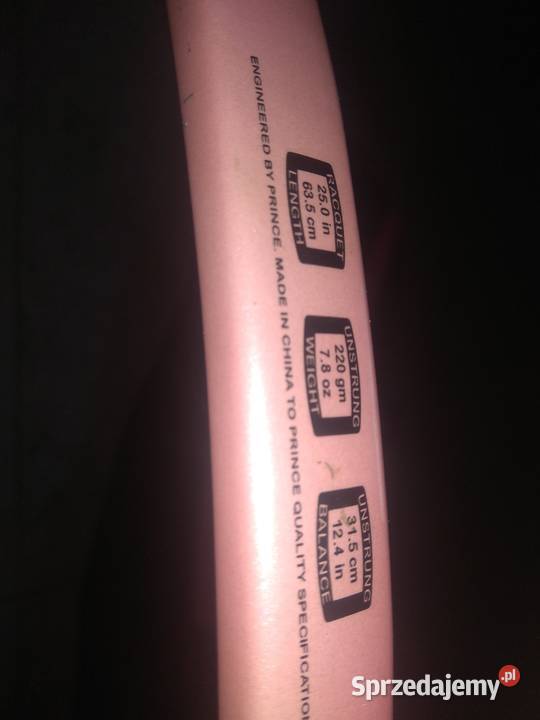 RACQUET
25.0 in
63.5 cm
LENGTH
UNSTRUNG
220 gm
7.8 oz
WEIGHT
UNSTRUNG
31.5 cm
12.4 in
BALANCE
ENGINEERED BY PRINCE. MADE IN CHINA TO PRINCE QUALITY SPECIFICATION
Sprzedajemy.pl